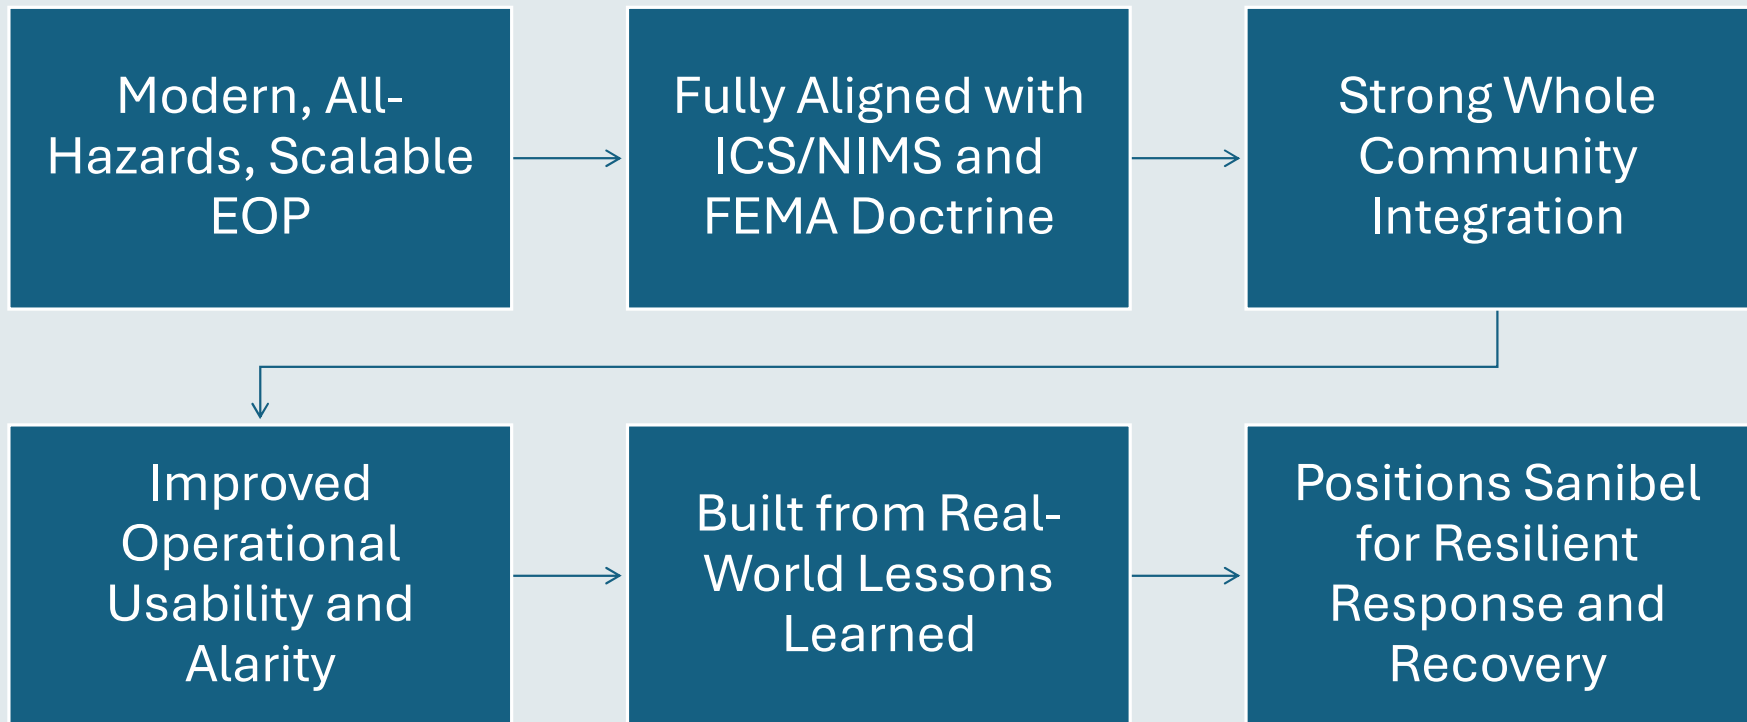 Modern, All-
Hazards, Scalable
EOP
Fully Aligned with
ICS/NIMS and
FEMA Doctrine
Strong Whole
Community
Integration
Improved
Operational
Usability and
Alarity
Built from Real-
World Lessons
Learned
Positions Sanibel
for Resilient
Response and
Recovery